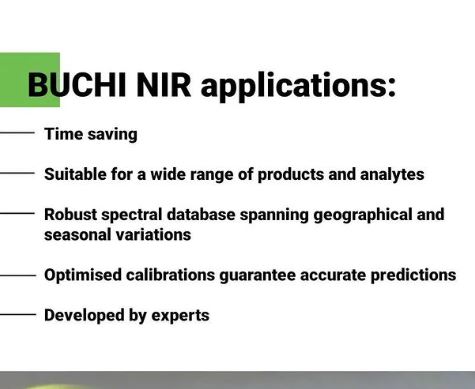 BUCHI NIR applications:
Time saving
Suitable for a wide range of products and analytes
Robust spectral database spanning geographical and
seasonal variations
Optimised calibrations guarantee accurate predictions
Developed by experts